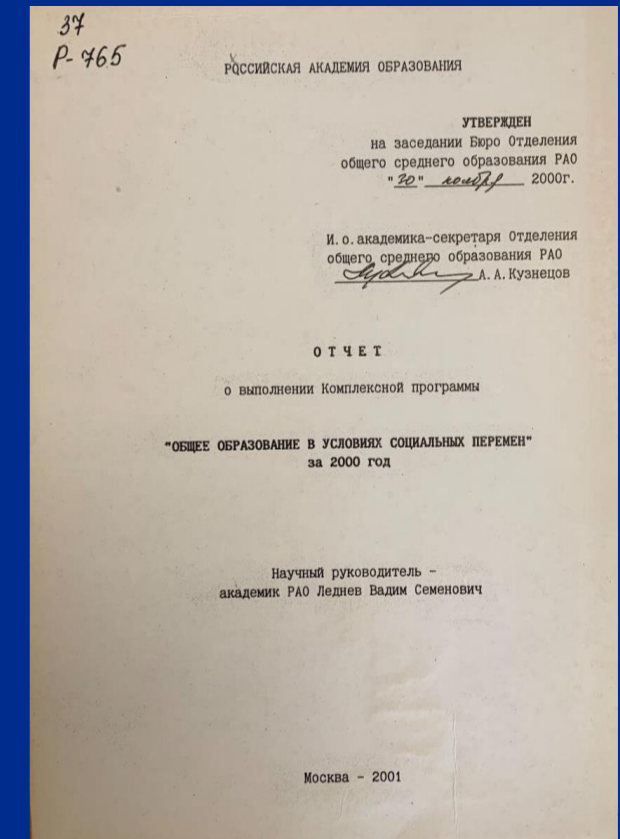 37
Р-765
РОССИЙСКАЯ АКАДЕМИЯ ОБРАЗОВАНИЯ
УТВЕРЖДЕН
на заседании Бюро Отделения
общего среднего образования РАО
"30" ноября 2000г.
И.о.академика-секретаря Отделения
общего среднего образования РАО
А.А.Кузнецов
О Т Ч Е Т
о выполнении Комплексной программы
"ОБЩЕЕ ОБРАЗОВАНИЕ В УСЛОВИЯХ СОЦИАЛЬНЫХ ПЕРЕМЕН"
за 2000 год
Научный руководитель -
академик РАО Леднев Вадим Семенович
Москва - 2001